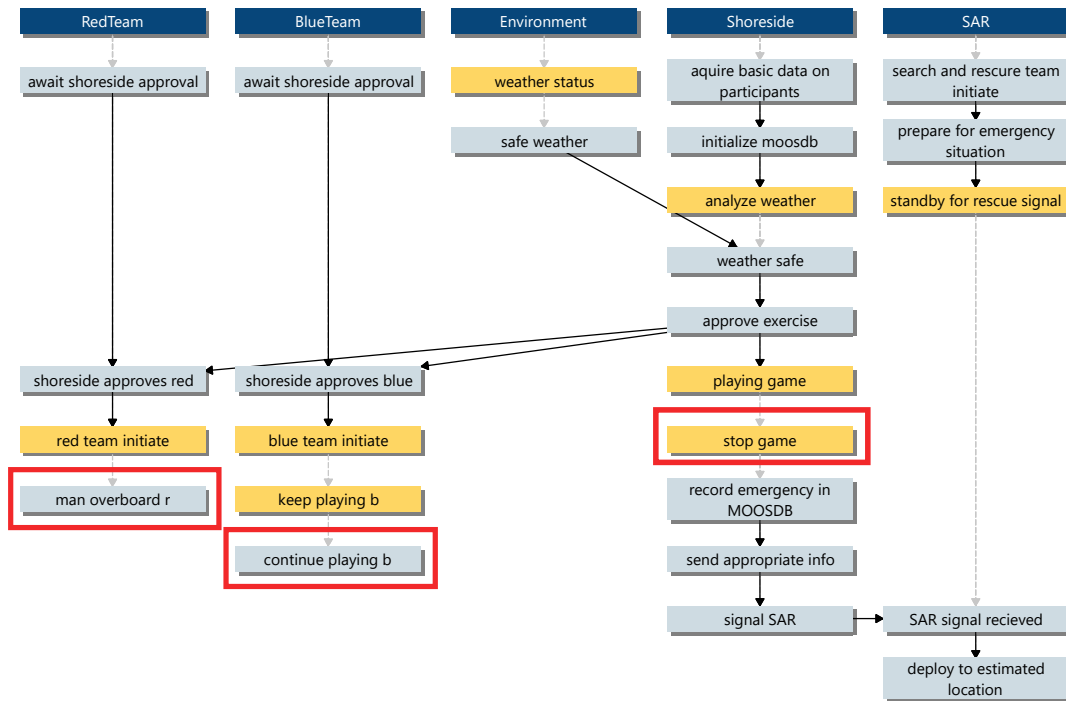 RedTeam
BlueTeam
Environment
Shoreside
SAR
await shoreside approval
await shoreside approval
weather status
aquire basic data on
participants
search and rescure team
initiate
safe weather
initialize moosdb
prepare for emergency
situation
analyze weather
standby for rescue signal
weather safe
approve exercise
shoreside approves red
shoreside approves blue
playing game
red team initiate
blue team initiate
stop game
man overboard r
keep playing b
record emergency in
MOOSDB
continue playing b
send appropriate info
signal SAR
SAR signal recieved
deploy to estimated
location